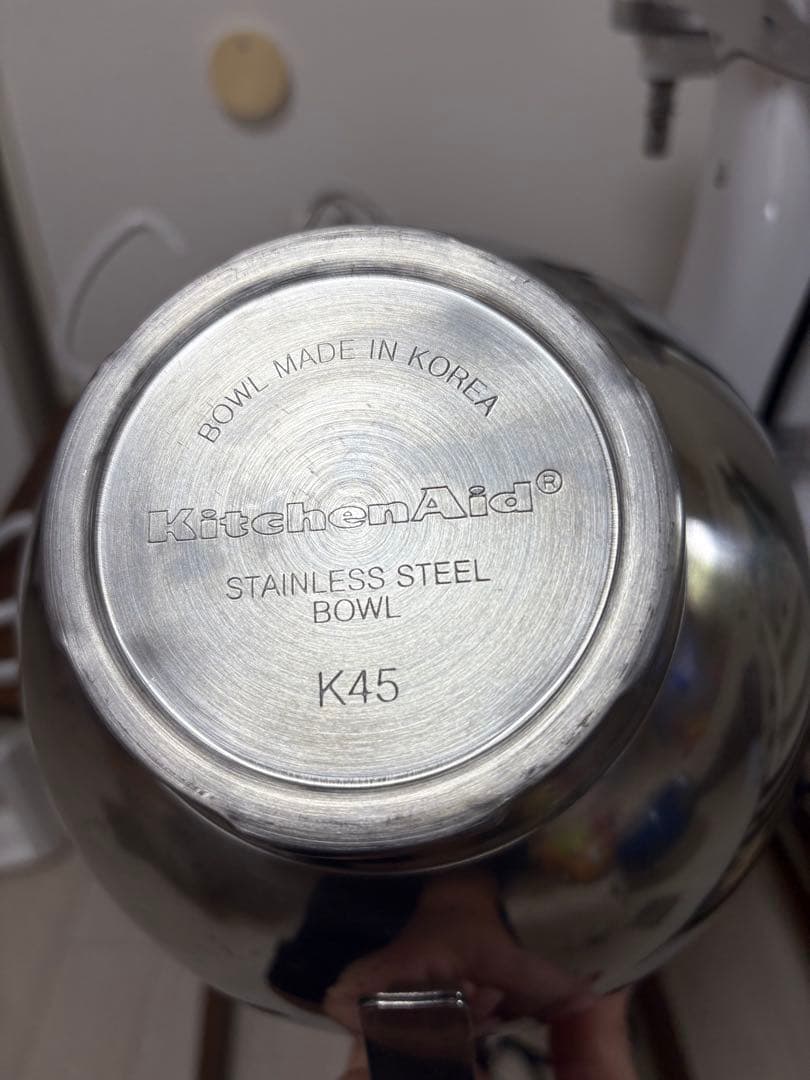 BOWL MADE IN KOREA
KitchenAid®
STAINLESS STEEL
BOWL
K45